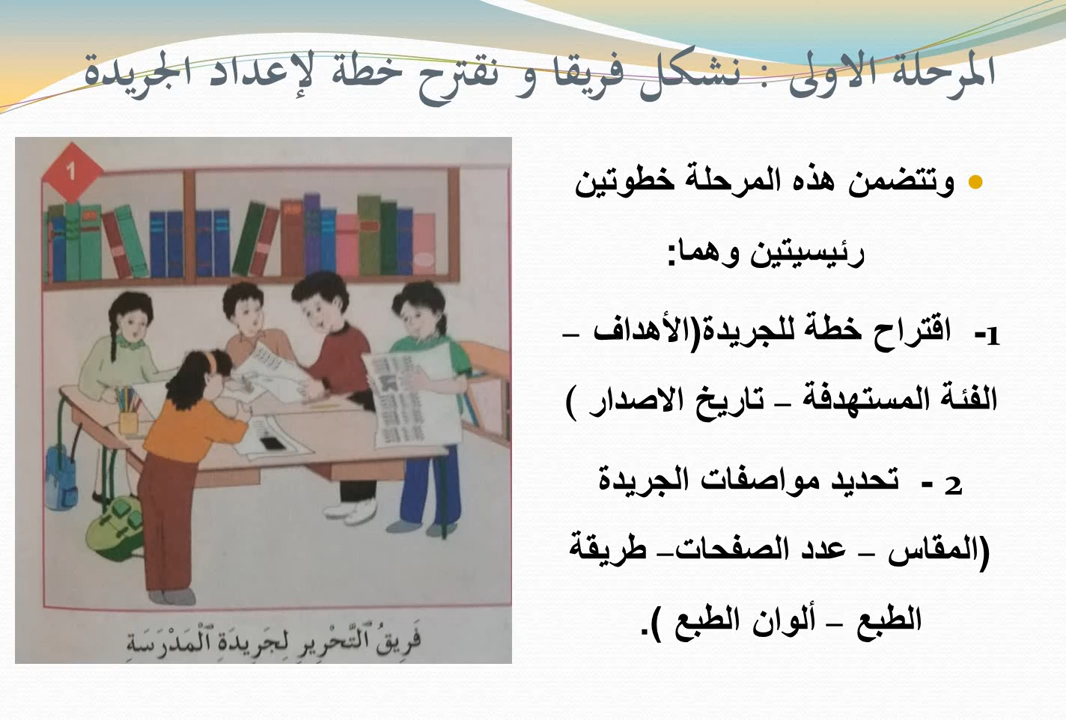 المرحلة الاولى : نشكل فريقا و نقترح خطة لإعداد الجريدة
• وتتضمن هذه المرحلة خطوتين
رئيسيتين وهما:
1- اقتراح خطة للجريدة(الأهداف –
الفئة المستهدفة – تاريخ الاصدار )
2 - تحديد مواصفات الجريدة
(المقاس – عدد الصفحات– طريقة
الطبع – ألوان الطبع ).
1
فَرِيقُ ٱلتَّحْرِيرِ لِجَرِيدَةِ ٱلْمَدْرَسَةِ